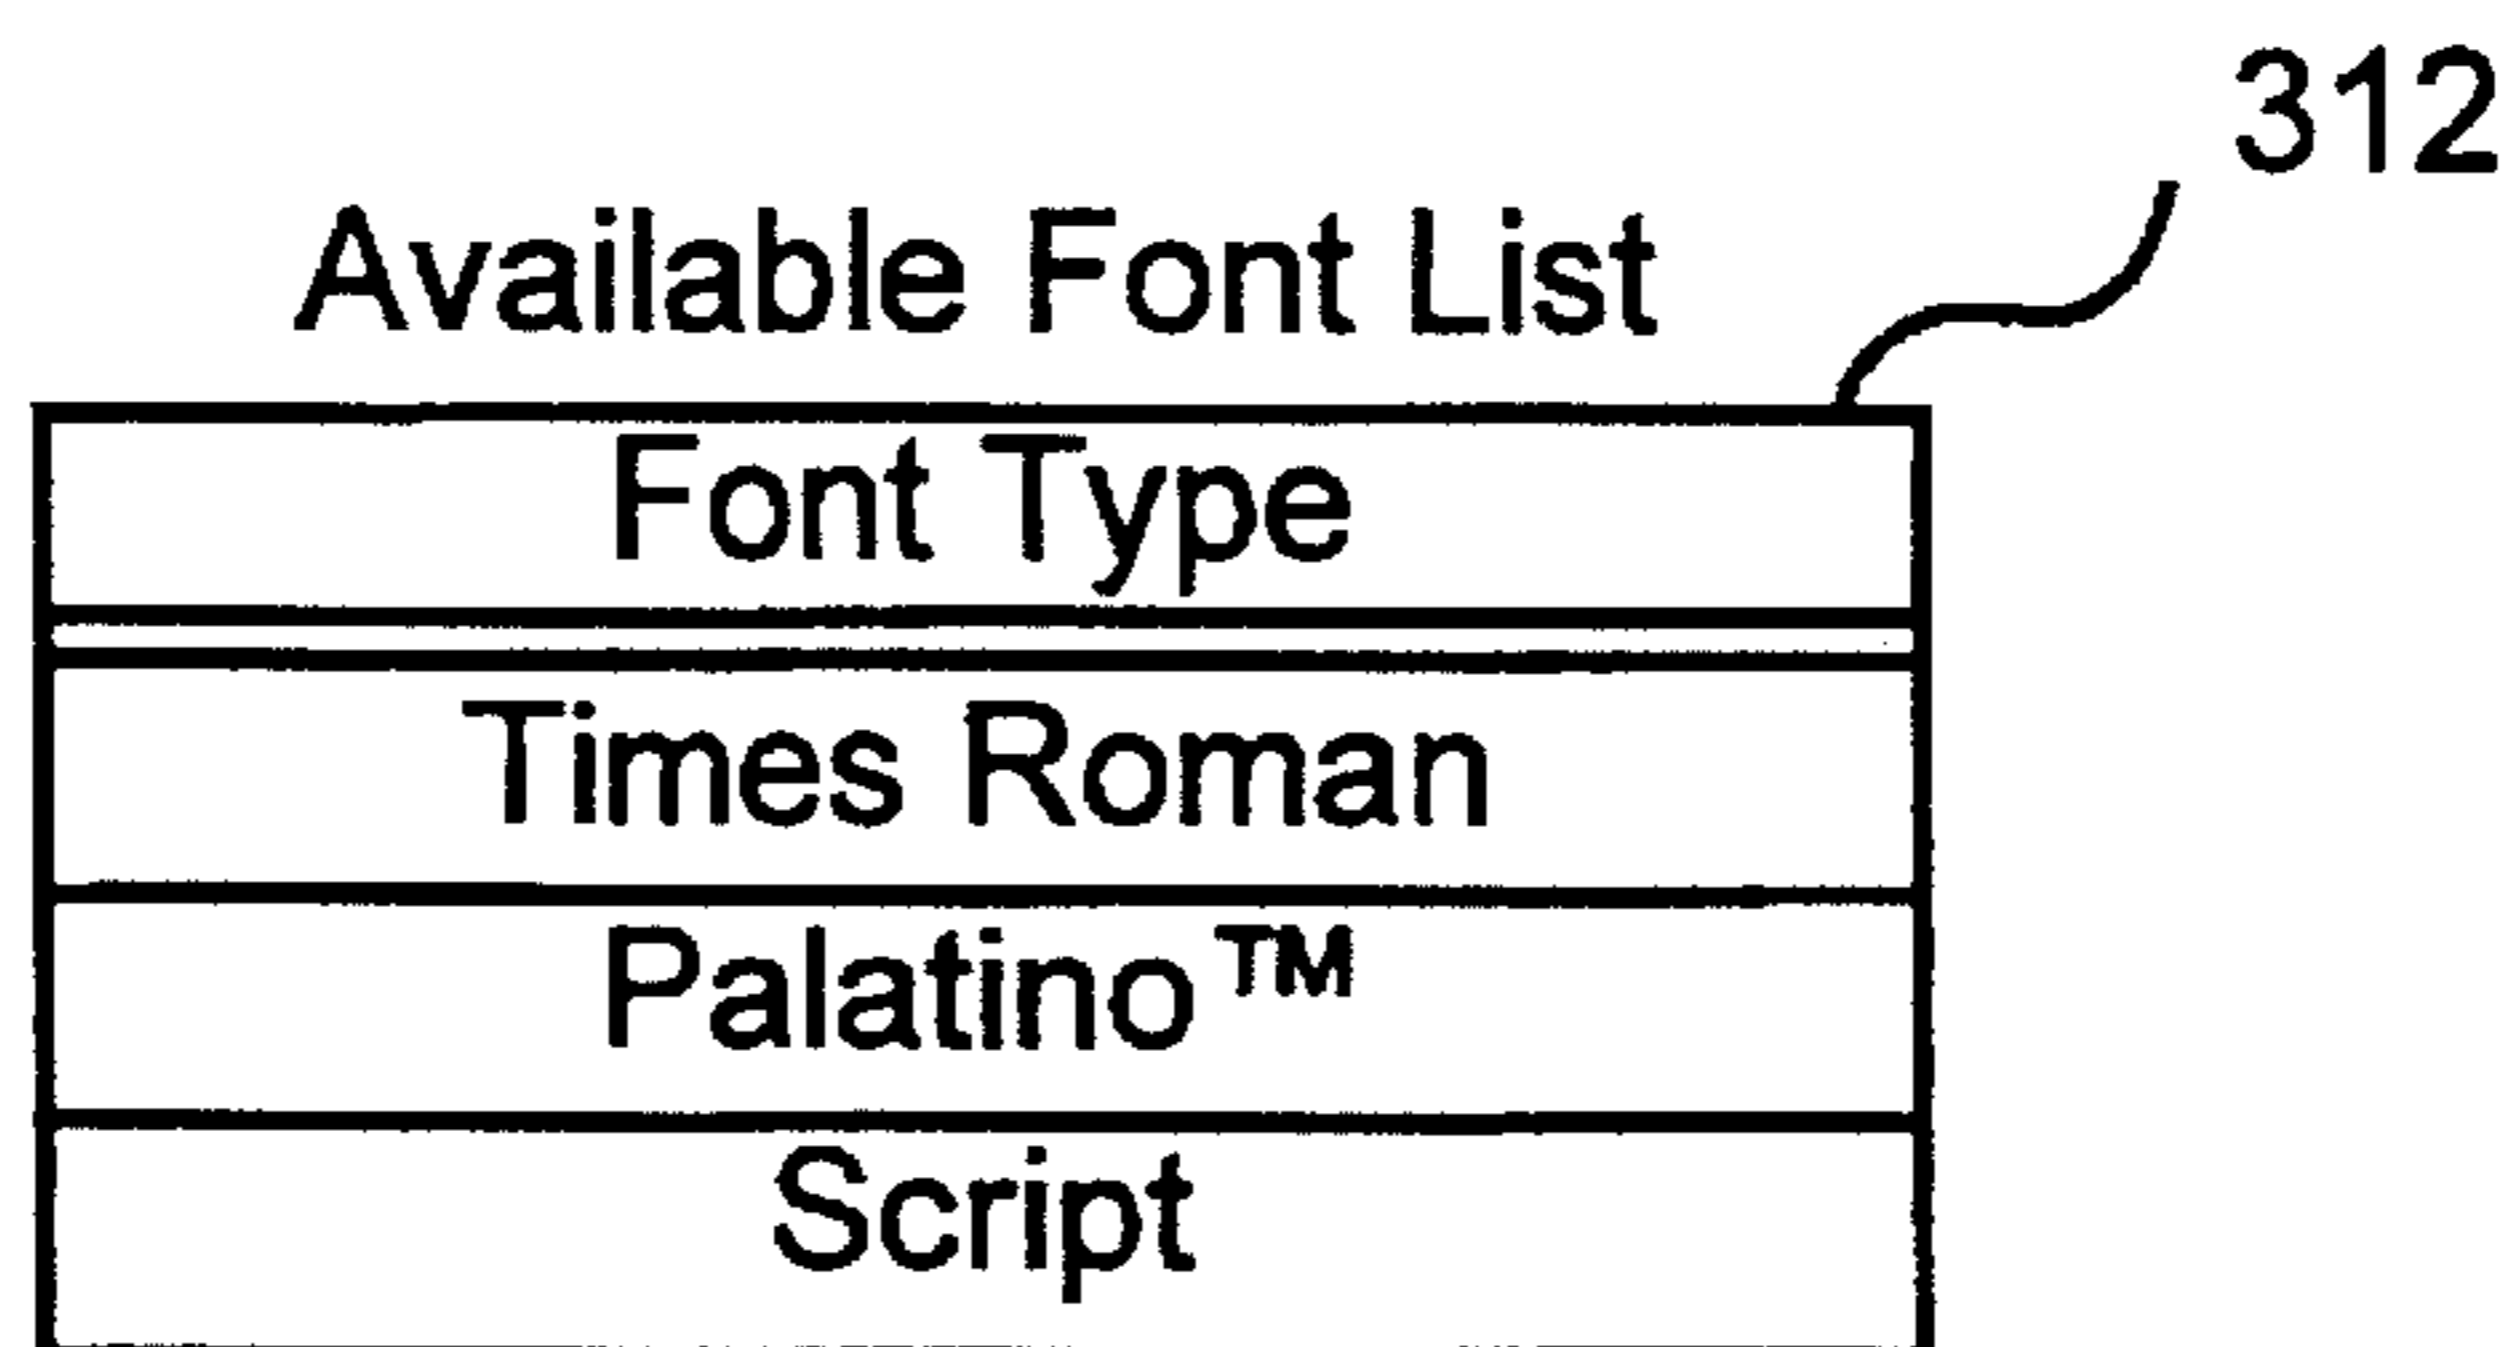 312
Available Font List
Font Type
Times Roman
Palatino™
Script